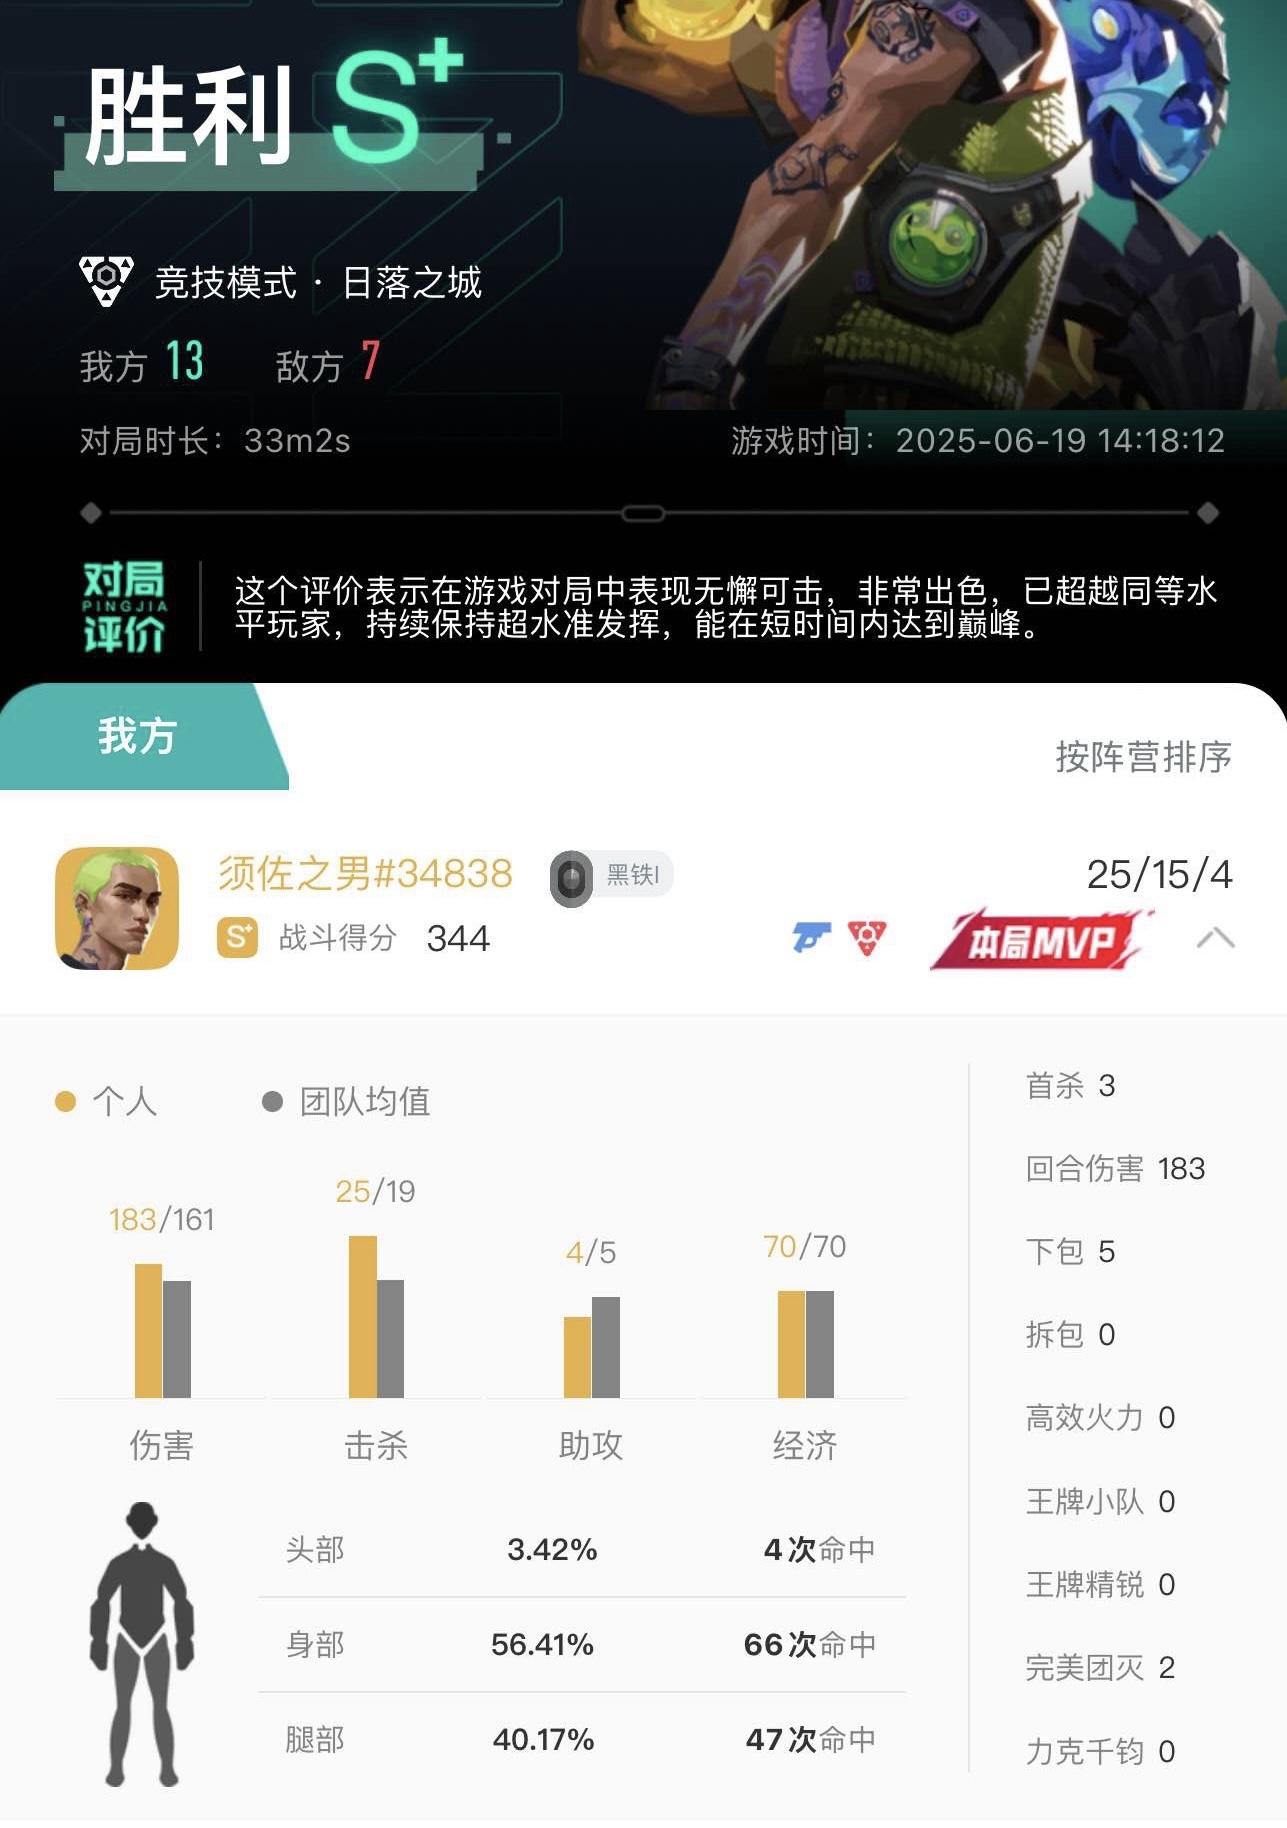 胜利 S+
竞技模式 · 日落之城
我方 13 敌方 7
对局时长：33m2s 游戏时间：2025-06-19 14:18:12
对局
PINGJIA
评价
这个评价表示在游戏对局中表现无懈可击，非常出色，已超越同等水
平玩家，持续保持超水准发挥，能在短时间内达到巅峰。
我方
按阵营排序
须佐之男#34838 黑铁I 25/15/4
S+ 战斗得分 344 本局MVP
个人 团队均值
183/161 25/19 4/5 70/70
伤害 击杀 助攻 经济
头部 3.42% 4次命中
身部 56.41% 66次命中
腿部 40.17% 47次命中
首杀 3
回合伤害 183
下包 5
拆包 0
高效火力 0
王牌小队 0
王牌精锐 0
完美团灭 2
力克千钧 0